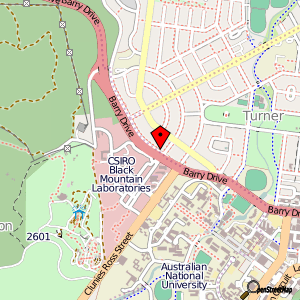 Barry Drive
Barry Drive
Turner
CSIRO
Black
Mountain
Laboratories
Barry Drive
Barry D
2601
Clunies Ross Street
Australian
National
University
OpenStreetMap